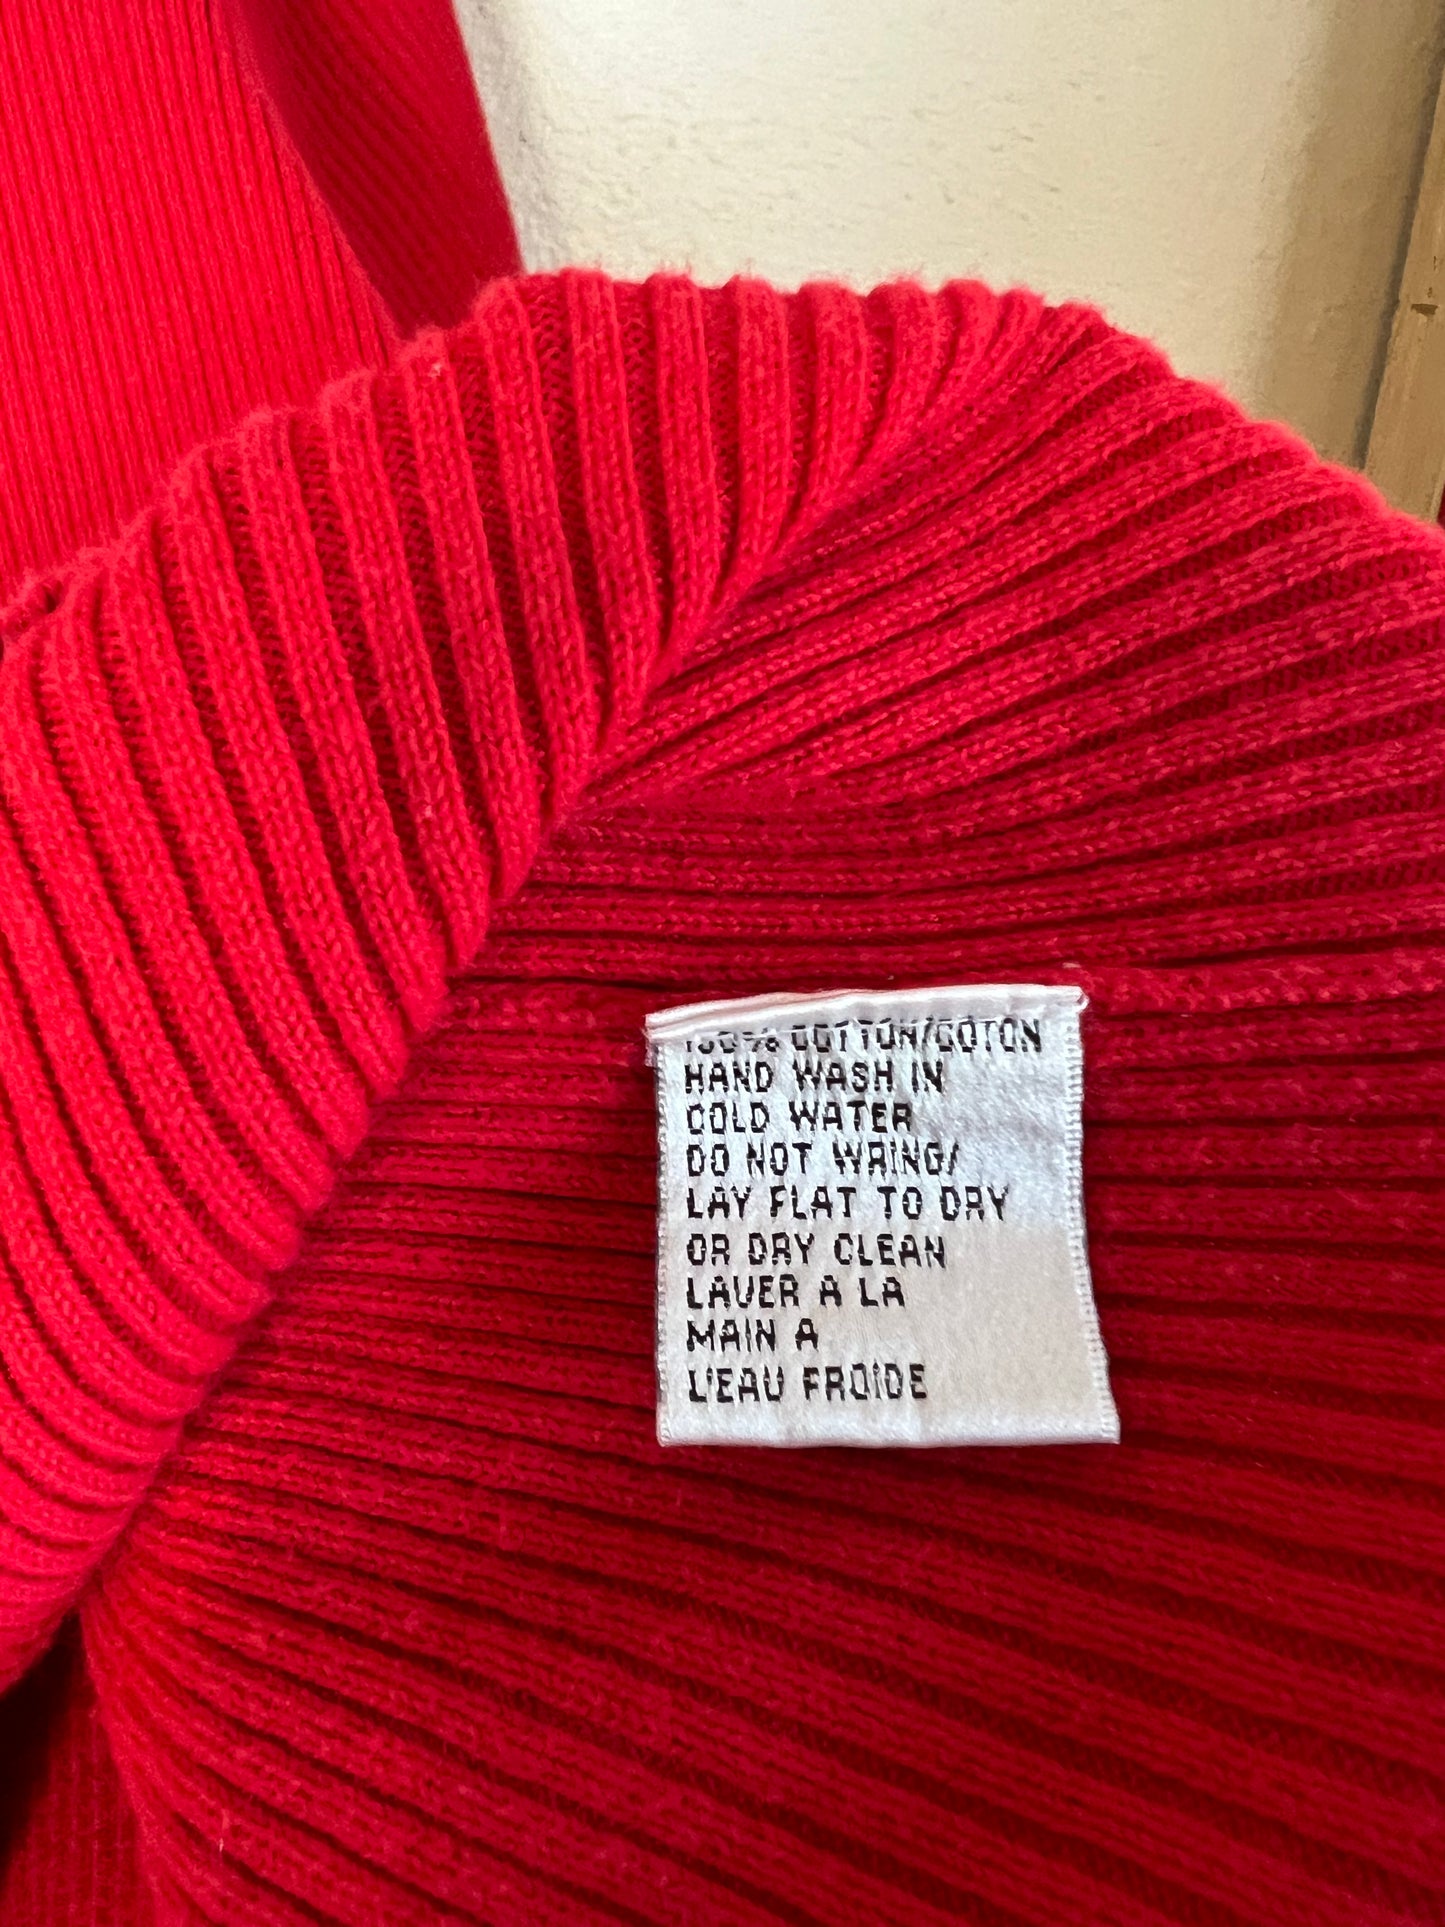 100% COTTON/COTON
HAND WASH IN
COLD WATER
DO NOT WRING/
LAY FLAT TO DRY
OR DRY CLEAN
LAVER A LA
MAIN A
L'EAU FROIDE